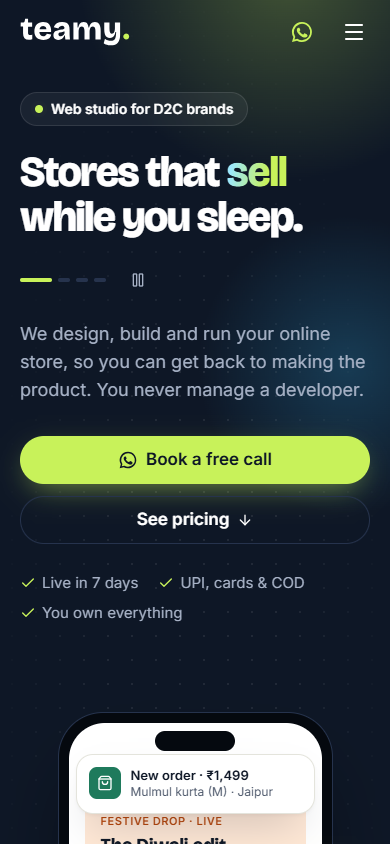 teamy.
Web studio for D2C brands
Stores that sell
while you sleep.
We design, build and run your online
store, so you can get back to making the
product. You never manage a developer.
Book a free call
See pricing ↓
Live in 7 days
UPI, cards & COD
You own everything
New order · ₹1,499
Mulmul kurta (M) · Jaipur
FESTIVE DROP · LIVE
The Diwali edit